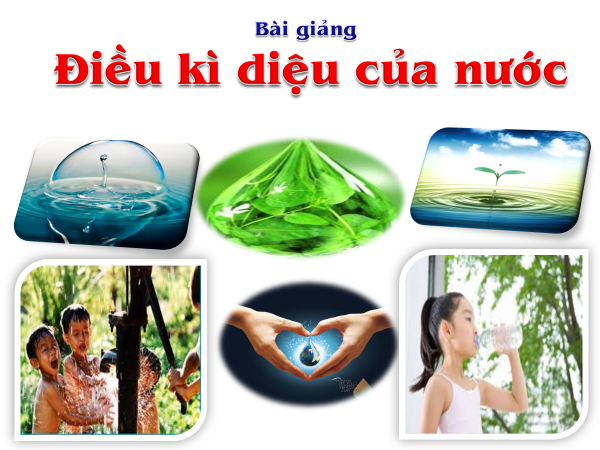 Bài giảng
Điều kì diệu của nước